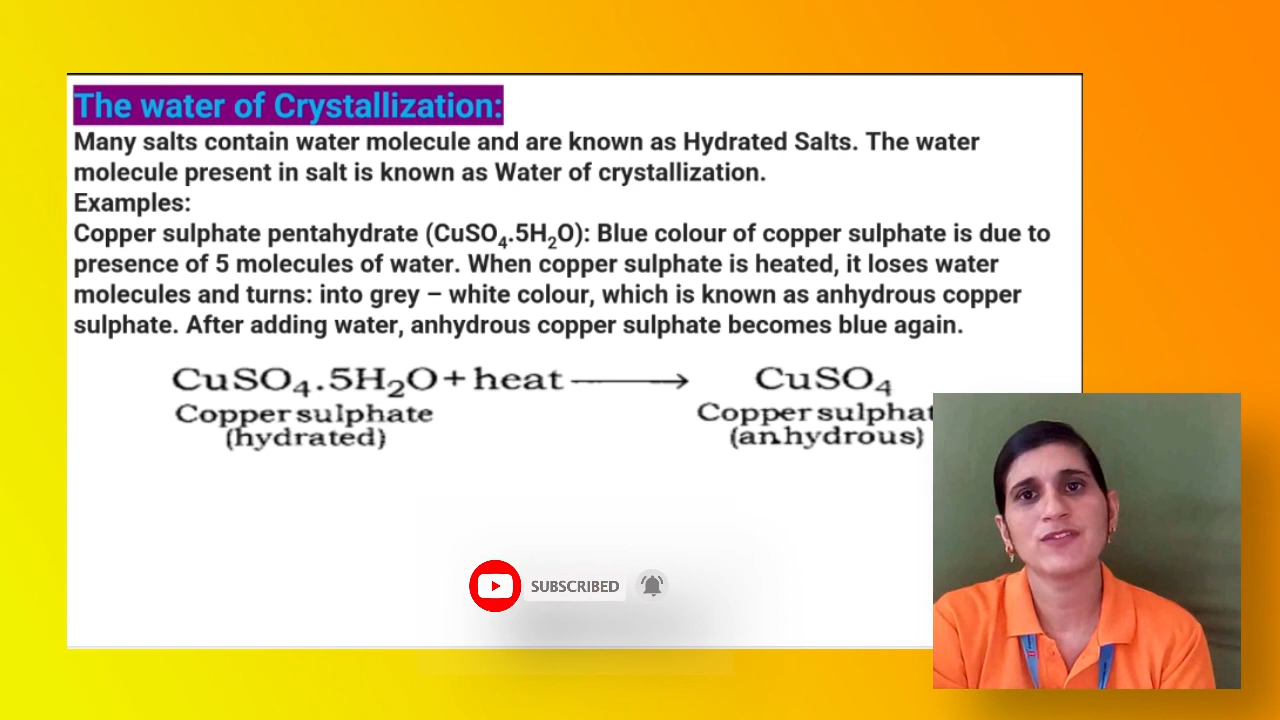 The water of Crystallization:
Many salts contain water molecule and are known as Hydrated Salts. The water
molecule present in salt is known as Water of crystallization.
Examples:
Copper sulphate pentahydrate (CuSO₄.5H₂O): Blue colour of copper sulphate is due to
presence of 5 molecules of water. When copper sulphate is heated, it loses water
molecules and turns: into grey – white colour, which is known as anhydrous copper
sulphate. After adding water, anhydrous copper sulphate becomes blue again.
CuSO₄.5H₂O + heat ⟶ CuSO₄
Copper sulphate Copper sulphat
(hydrated) (anhydrous)
SUBSCRIBED